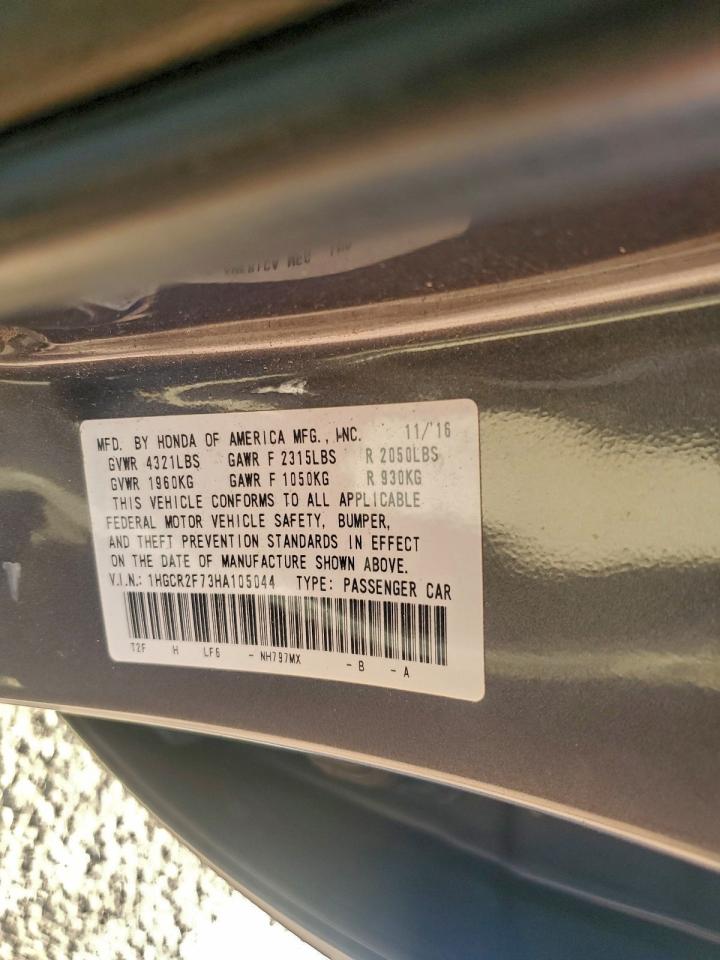 MFD. BY HONDA OF AMERICA MFG., INC. 11/'16
GVWR 4321LBS GAWR F 2315LBS R 2050LBS
GVWR 1960KG GAWR F 1050KG R 930KG
THIS VEHICLE CONFORMS TO ALL APPLICABLE
FEDERAL MOTOR VEHICLE SAFETY, BUMPER,
AND THEFT PREVENTION STANDARDS IN EFFECT
ON THE DATE OF MANUFACTURE SHOWN ABOVE.
V.I.N.: 1HGCR2F73HA105044 TYPE: PASSENGER CAR
T2F H LF6 - NH797MX - B - A